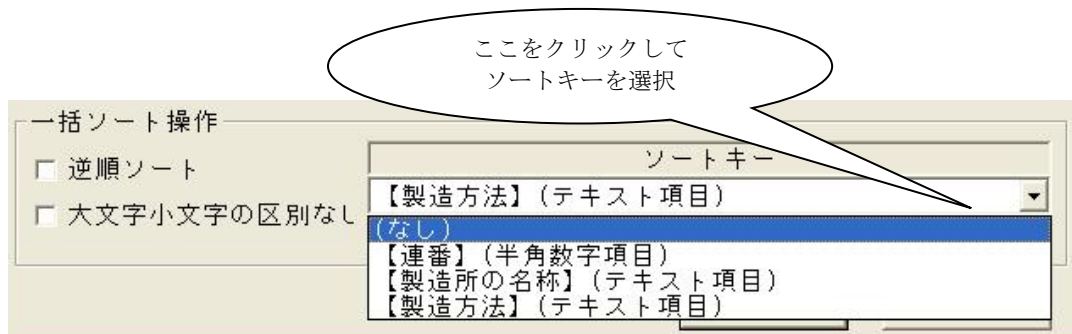 ここをクリックして
ソートキーを選択
一括ソート操作
逆順ソート
大文字小文字の区別なし
ソートキー
【製造方法】(テキスト項目)
(なし)
【連番】(半角数字項目)
【製造所の名称】(テキスト項目)
【製造方法】(テキスト項目)